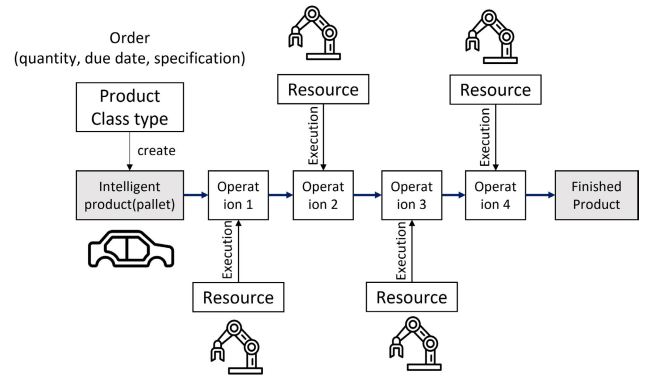 Order
(quantity, due date, specification)
Product
Class type
create
Resource
Resource
Execution
Execution
Intelligent
product(pallet)
Operat
ion 1
Operat
ion 2
Operat
ion 3
Operat
ion 4
Finished
Product
Execution
Execution
Resource
Resource